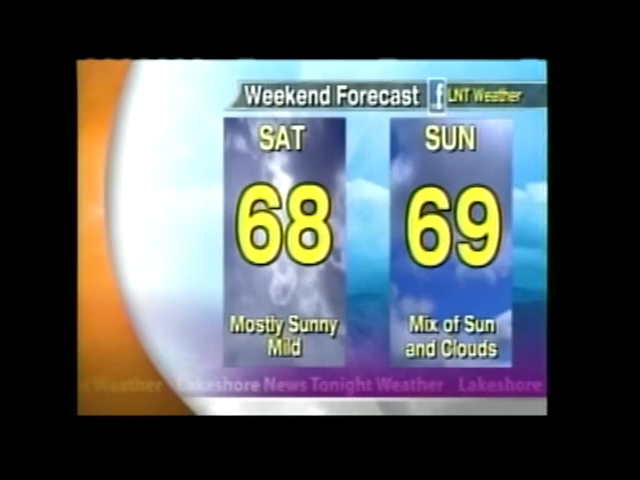 Weekend Forecast f LNT Weather
SAT
68
Mostly Sunny
Mild
SUN
69
Mix of Sun
and Clouds
nt Weather Lakeshore News Tonight Weather Lakeshore